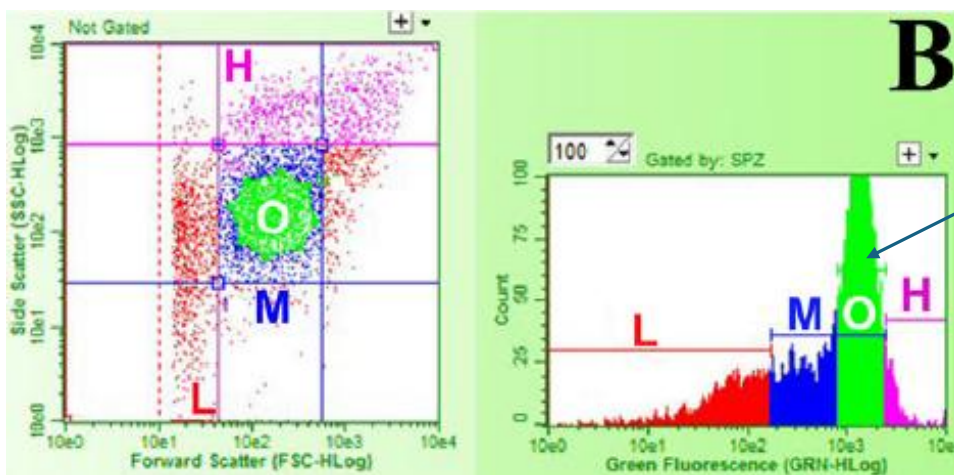 Not Gated
+
10e4
10e3
10e2
10e1
10e0
Side Scatter (SSC-HLog)
H
O
M
L
10e0
10e1
10e2
10e3
10e4
Forward Scatter (FSC-HLog)
B
100
Gated by: SPZ
+
100
75
50
25
0
Count
L
M
O
H
10e0
10e1
10e2
10e3
Green Fluorescence (GRN-HLog)